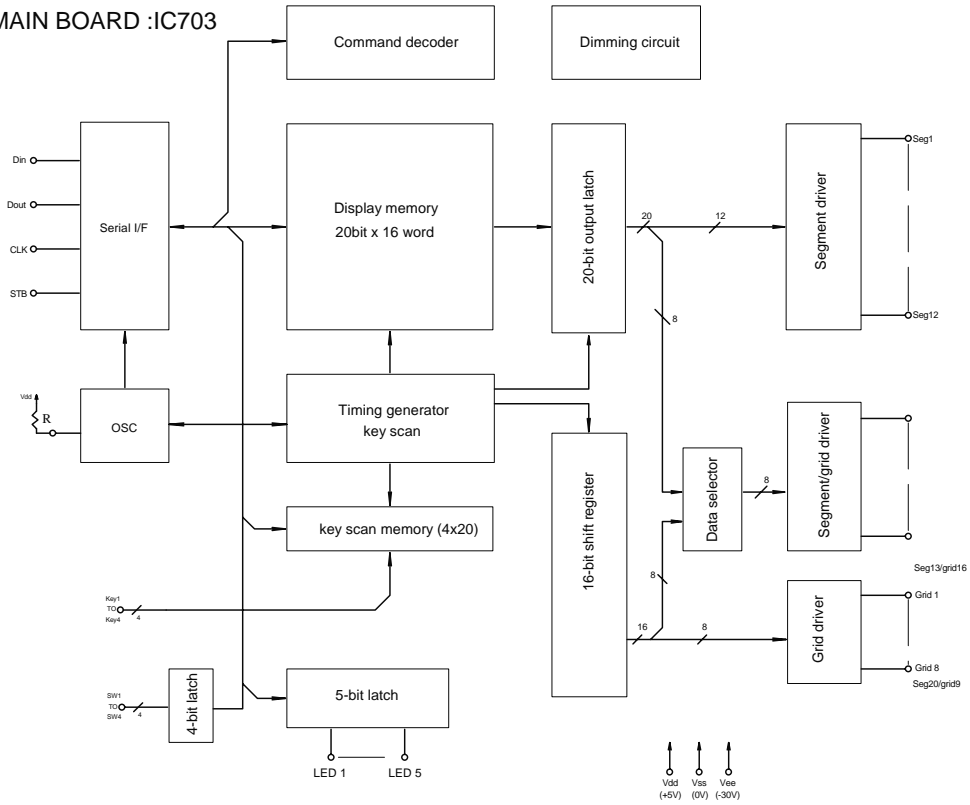 MAIN BOARD :IC703
Command decoder
Dimming circuit
Din
Dout
CLK
STB
Serial I/F
Display memory
20bit x 16 word
20-bit output latch
20
12
8
Segment driver
Seg1
Seg12
Vdd
R
OSC
Timing generator
key scan
key scan memory (4x20)
16-bit shift register
Data selector
8
Segment/grid driver
Seg13/grid16
8
16
8
Grid driver
Grid 1
Grid 8
Seg20/grid9
Key1
TO
Key4
4
SW1
TO
SW4
4
4-bit latch
5-bit latch
LED 1
LED 5
Vdd
(+5V)
Vss
(0V)
Vee
(-30V)